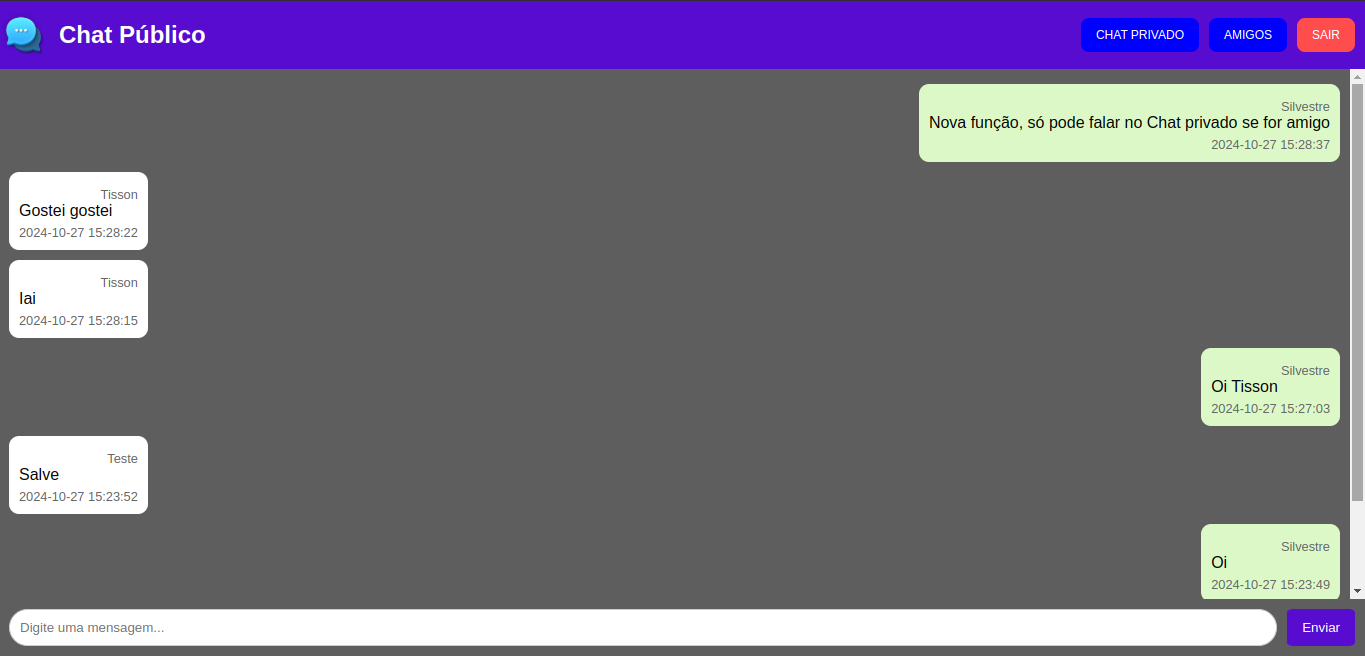 Chat Público
CHAT PRIVADO
AMIGOS
SAIR
Silvestre
Nova função, só pode falar no Chat privado se for amigo
2024-10-27 15:28:37
Tisson
Gostei gostei
2024-10-27 15:28:22
Tisson
Iai
2024-10-27 15:28:15
Silvestre
Oi Tisson
2024-10-27 15:27:03
Teste
Salve
2024-10-27 15:23:52
Silvestre
Oi
2024-10-27 15:23:49
Digite uma mensagem...
Enviar